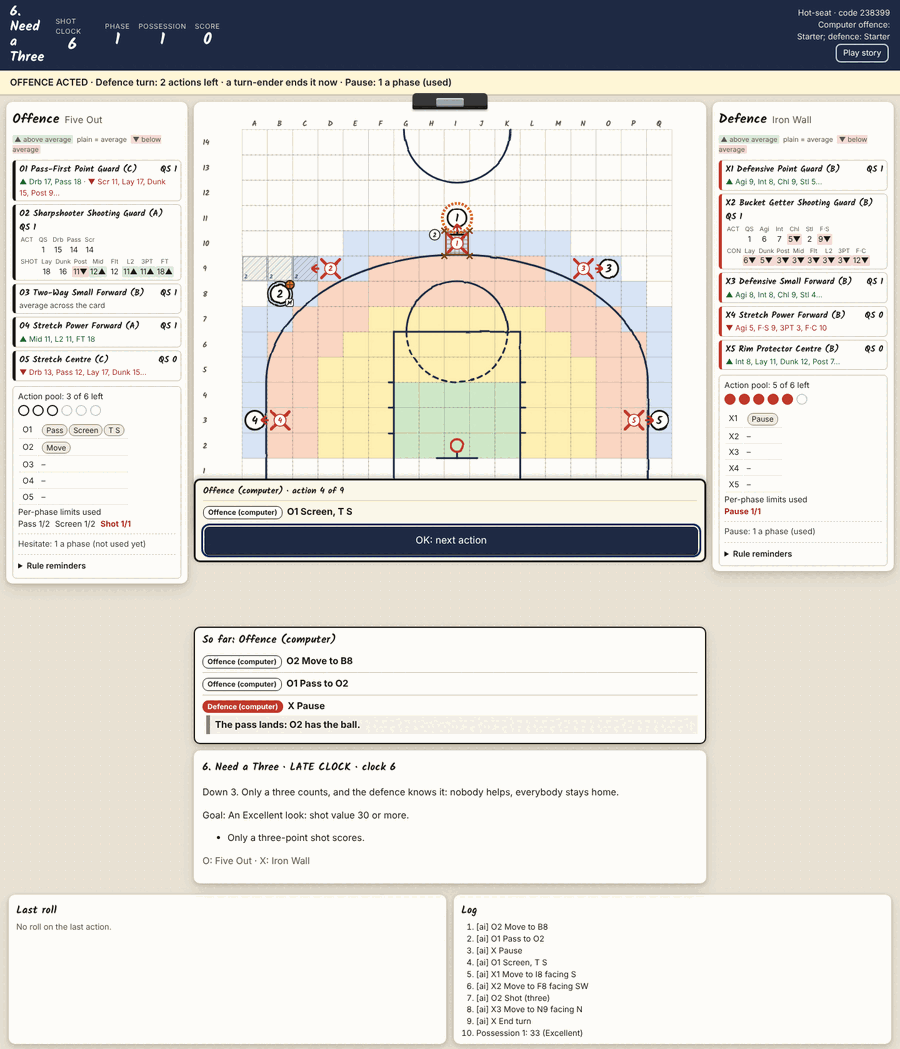 6. Need a Three
SHOT CLOCK 6
PHASE 1
POSSESSION 1
SCORE 0
Hot-seat · code 238399
Computer offence:
Starter; defence: Starter
Play story
OFFENCE ACTED · Defence turn: 2 actions left · a turn-ender ends it now · Pause: 1 a phase (used)
Offence Five Out
▲ above average plain = average ▼ below average
O1 Pass-First Point Guard (C) QS 1
▲ Drb 17, Pass 18 · ▼ Scr 11, Lay 17, Dunk 15, Post 9…
O2 Sharpshooter Shooting Guard (A) QS 1
ACT QS Drb Pass Scr
1 15 14 14
SHOT Lay Dunk Post Mid Flt L2 3PT FT
18 16 11▼ 12▲ 12 11▲ 11▲ 18▲
O3 Two-Way Small Forward (B) QS 1
average across the card
O4 Stretch Power Forward (A) QS 1
▲ Mid 11, L2 11, FT 18
O5 Stretch Centre (C) QS 0
▼ Drb 13, Pass 12, Lay 17, Dunk 15…
Action pool: 3 of 6 left
O1 Pass Screen T S
O2 Move
O3 –
O4 –
O5 –
Per-phase limits used
Pass 1/2 Screen 1/2 Shot 1/1
Hesitate: 1 a phase (not used yet)
▶ Rule reminders
A B C D E F G H I J K L M N O P Q
14
13
12
11 1
10 2 1
9 2 2 2 2 3 3
8 2 H
7
6
5
4
3 4 4 5 5
2
1
Offence (computer) · action 4 of 9
Offence (computer) O1 Screen, T S
OK: next action
So far: Offence (computer)
Offence (computer) O2 Move to B8
Offence (computer) O1 Pass to O2
Defence (computer) X Pause
The pass lands: O2 has the ball.
6. Need a Three · LATE CLOCK · clock 6
Down 3. Only a three counts, and the defence knows it: nobody helps, everybody stays home.
Goal: An Excellent look: shot value 30 or more.
• Only a three-point shot scores.
O: Five Out · X: Iron Wall
Defence Iron Wall
▲ above average plain = average ▼ below average
X1 Defensive Point Guard (B) QS 1
▲ Agi 9, Int 8, Chl 9, Stl 5…
X2 Bucket Getter Shooting Guard (B) QS 1
ACT QS Agi Int Chl Stl F·S
1 6 7 5▼ 2 9▼
CON Lay Dunk Post Mid Flt L2 3PT F·C
6▼ 5▼ 3▼ 3▼ 3▼ 3▼ 3▼ 12▼
X3 Defensive Small Forward (B) QS 1
▲ Agi 8, Int 8, Chl 9, Stl 4…
X4 Stretch Power Forward (B) QS 0
▼ Agi 5, F·S 9, 3PT 3, F·C 10
X5 Rim Protector Centre (B) QS 0
▲ Int 8, Lay 11, Dunk 12, Post 7…
Action pool: 5 of 6 left
X1 Pause
X2 –
X3 –
X4 –
X5 –
Per-phase limits used
Pause 1/1
Pause: 1 a phase (used)
▶ Rule reminders
Last roll
No roll on the last action.
Log
1. [ai] O2 Move to B8
2. [ai] O1 Pass to O2
3. [ai] X Pause
4. [ai] O1 Screen, T S
5. [ai] X1 Move to I8 facing S
6. [ai] X2 Move to F8 facing SW
7. [ai] O2 Shot (three)
8. [ai] X3 Move to N9 facing N
9. [ai] X End turn
10. Possession 1: 33 (Excellent)